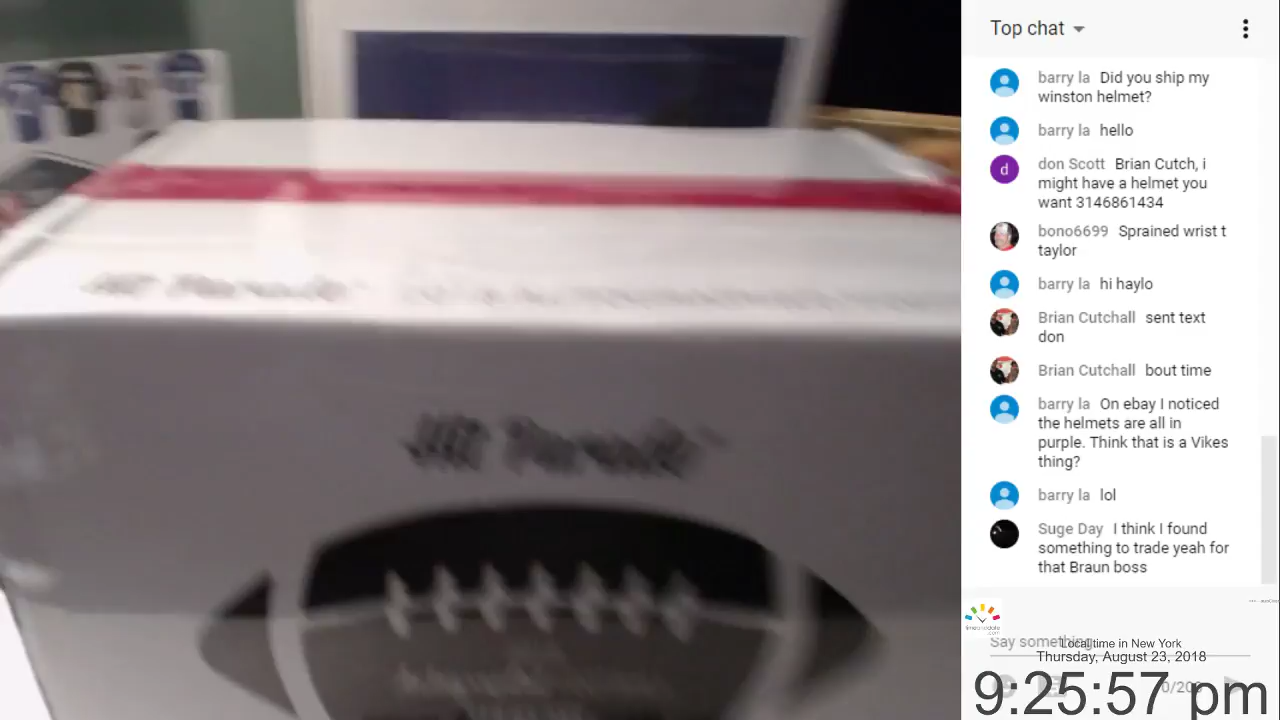 Top chat
barry la Did you ship my
winston helmet?
barry la hello
d
don Scott Brian Cutch, i
might have a helmet you
want 3146861434
bono6699 Sprained wrist t
taylor
barry la hi haylo
Brian Cutchall sent text
don
Brian Cutchall bout time
barry la On ebay I noticed
the helmets are all in
purple. Think that is a Vikes
thing?
barry la lol
Suge Day I think I found
something to trade yeah for
that Braun boss
Say something...
Local time in New York
Thursday, August 23, 2018
9:25:57 pm